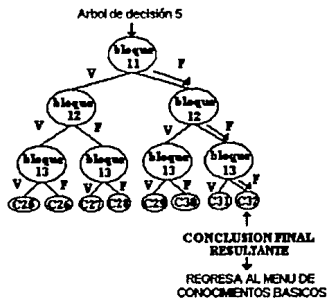 Arbol de decisión 5
bloque
11
V F
bloque bloque
12 12
V F V F
bloque bloque bloque bloque
13 13 13 13
V F V F V F V F
C25 C26 C27 C28 C29 C30 C31 C32
CONCLUSION FINAL
RESULTANTE
REGRESA AL MENU DE
CONOCIMIENTOS BASICOS